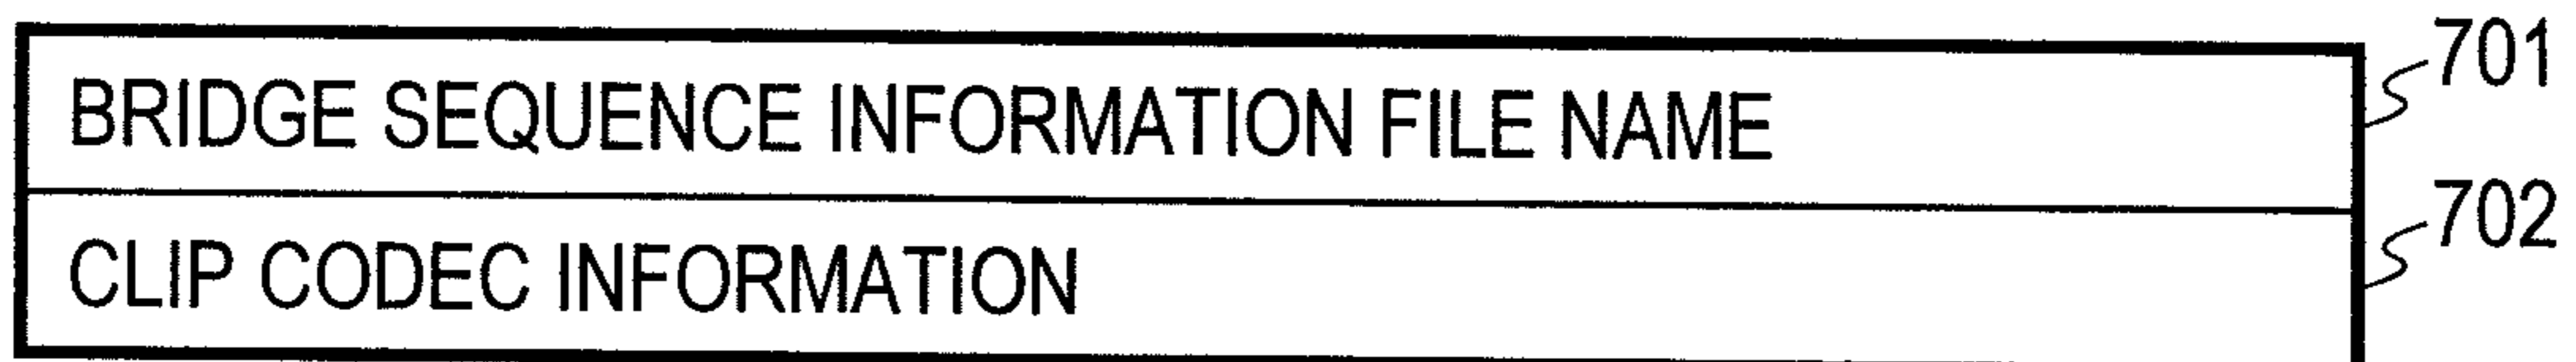 BRIDGE SEQUENCE INFORMATION FILE NAME 701
CLIP CODEC INFORMATION 702